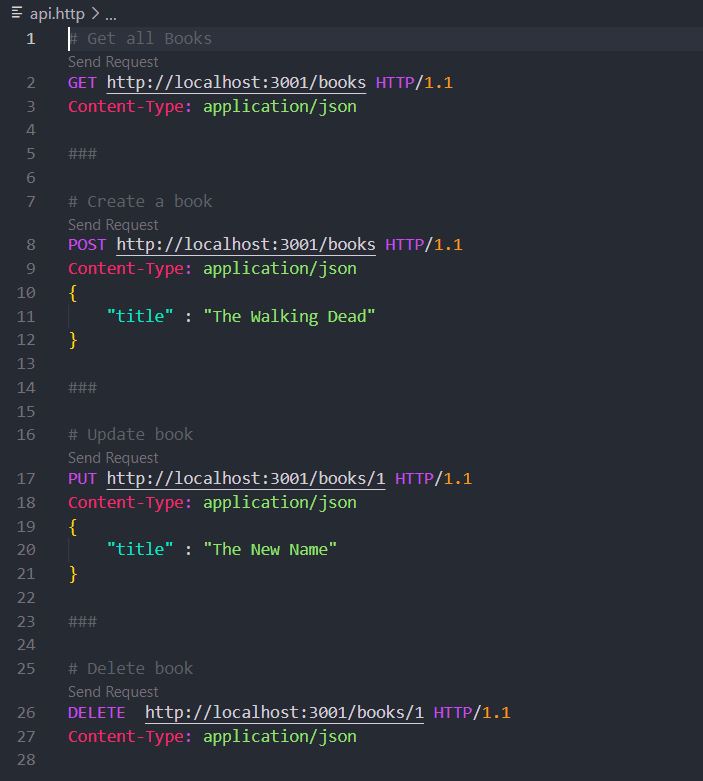 api.http > ...
1 # Get all Books
Send Request
2 GET http://localhost:3001/books HTTP/1.1
3 Content-Type: application/json
4
5 ###
6
7 # Create a book
Send Request
8 POST http://localhost:3001/books HTTP/1.1
9 Content-Type: application/json
10 {
11     "title" : "The Walking Dead"
12 }
13
14 ###
15
16 # Update book
Send Request
17 PUT http://localhost:3001/books/1 HTTP/1.1
18 Content-Type: application/json
19 {
20     "title" : "The New Name"
21 }
22
23 ###
24
25 # Delete book
Send Request
26 DELETE  http://localhost:3001/books/1 HTTP/1.1
27 Content-Type: application/json
28